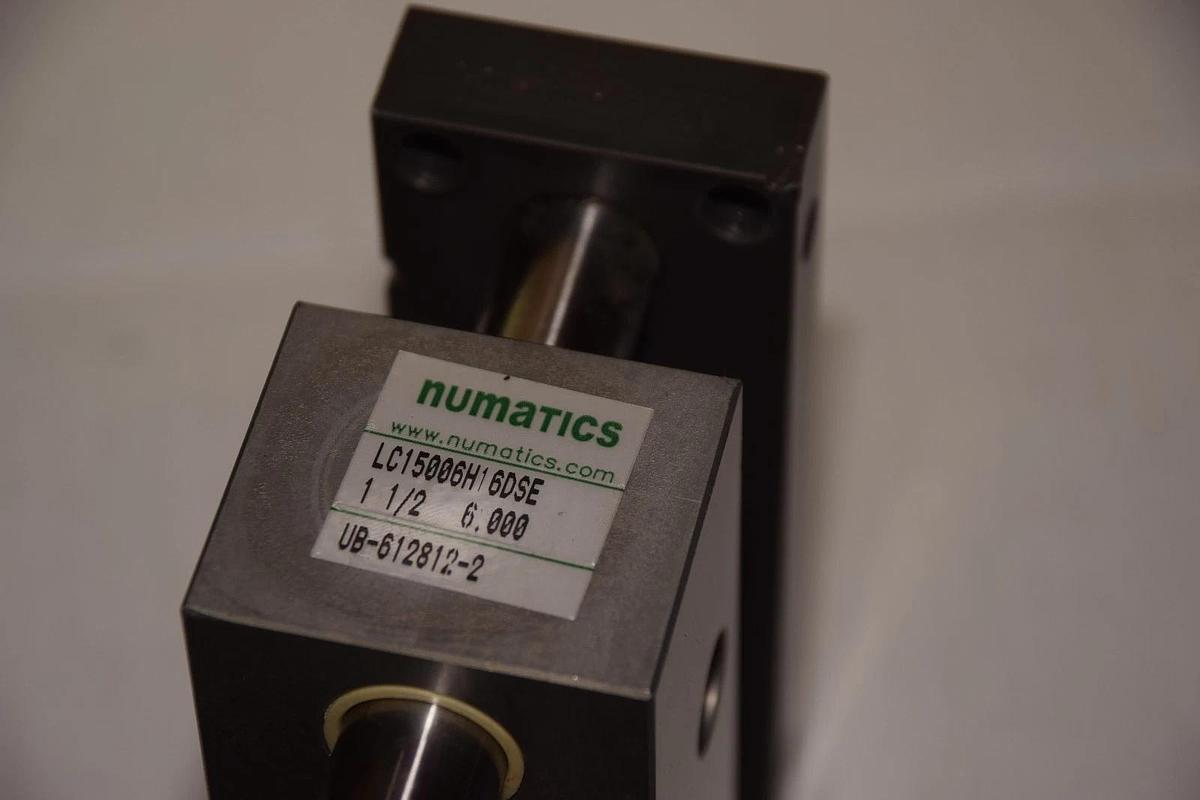 numatics
www.numatics.com
LC15006H16DSE
1 1/2 6.000
UB-612812-2